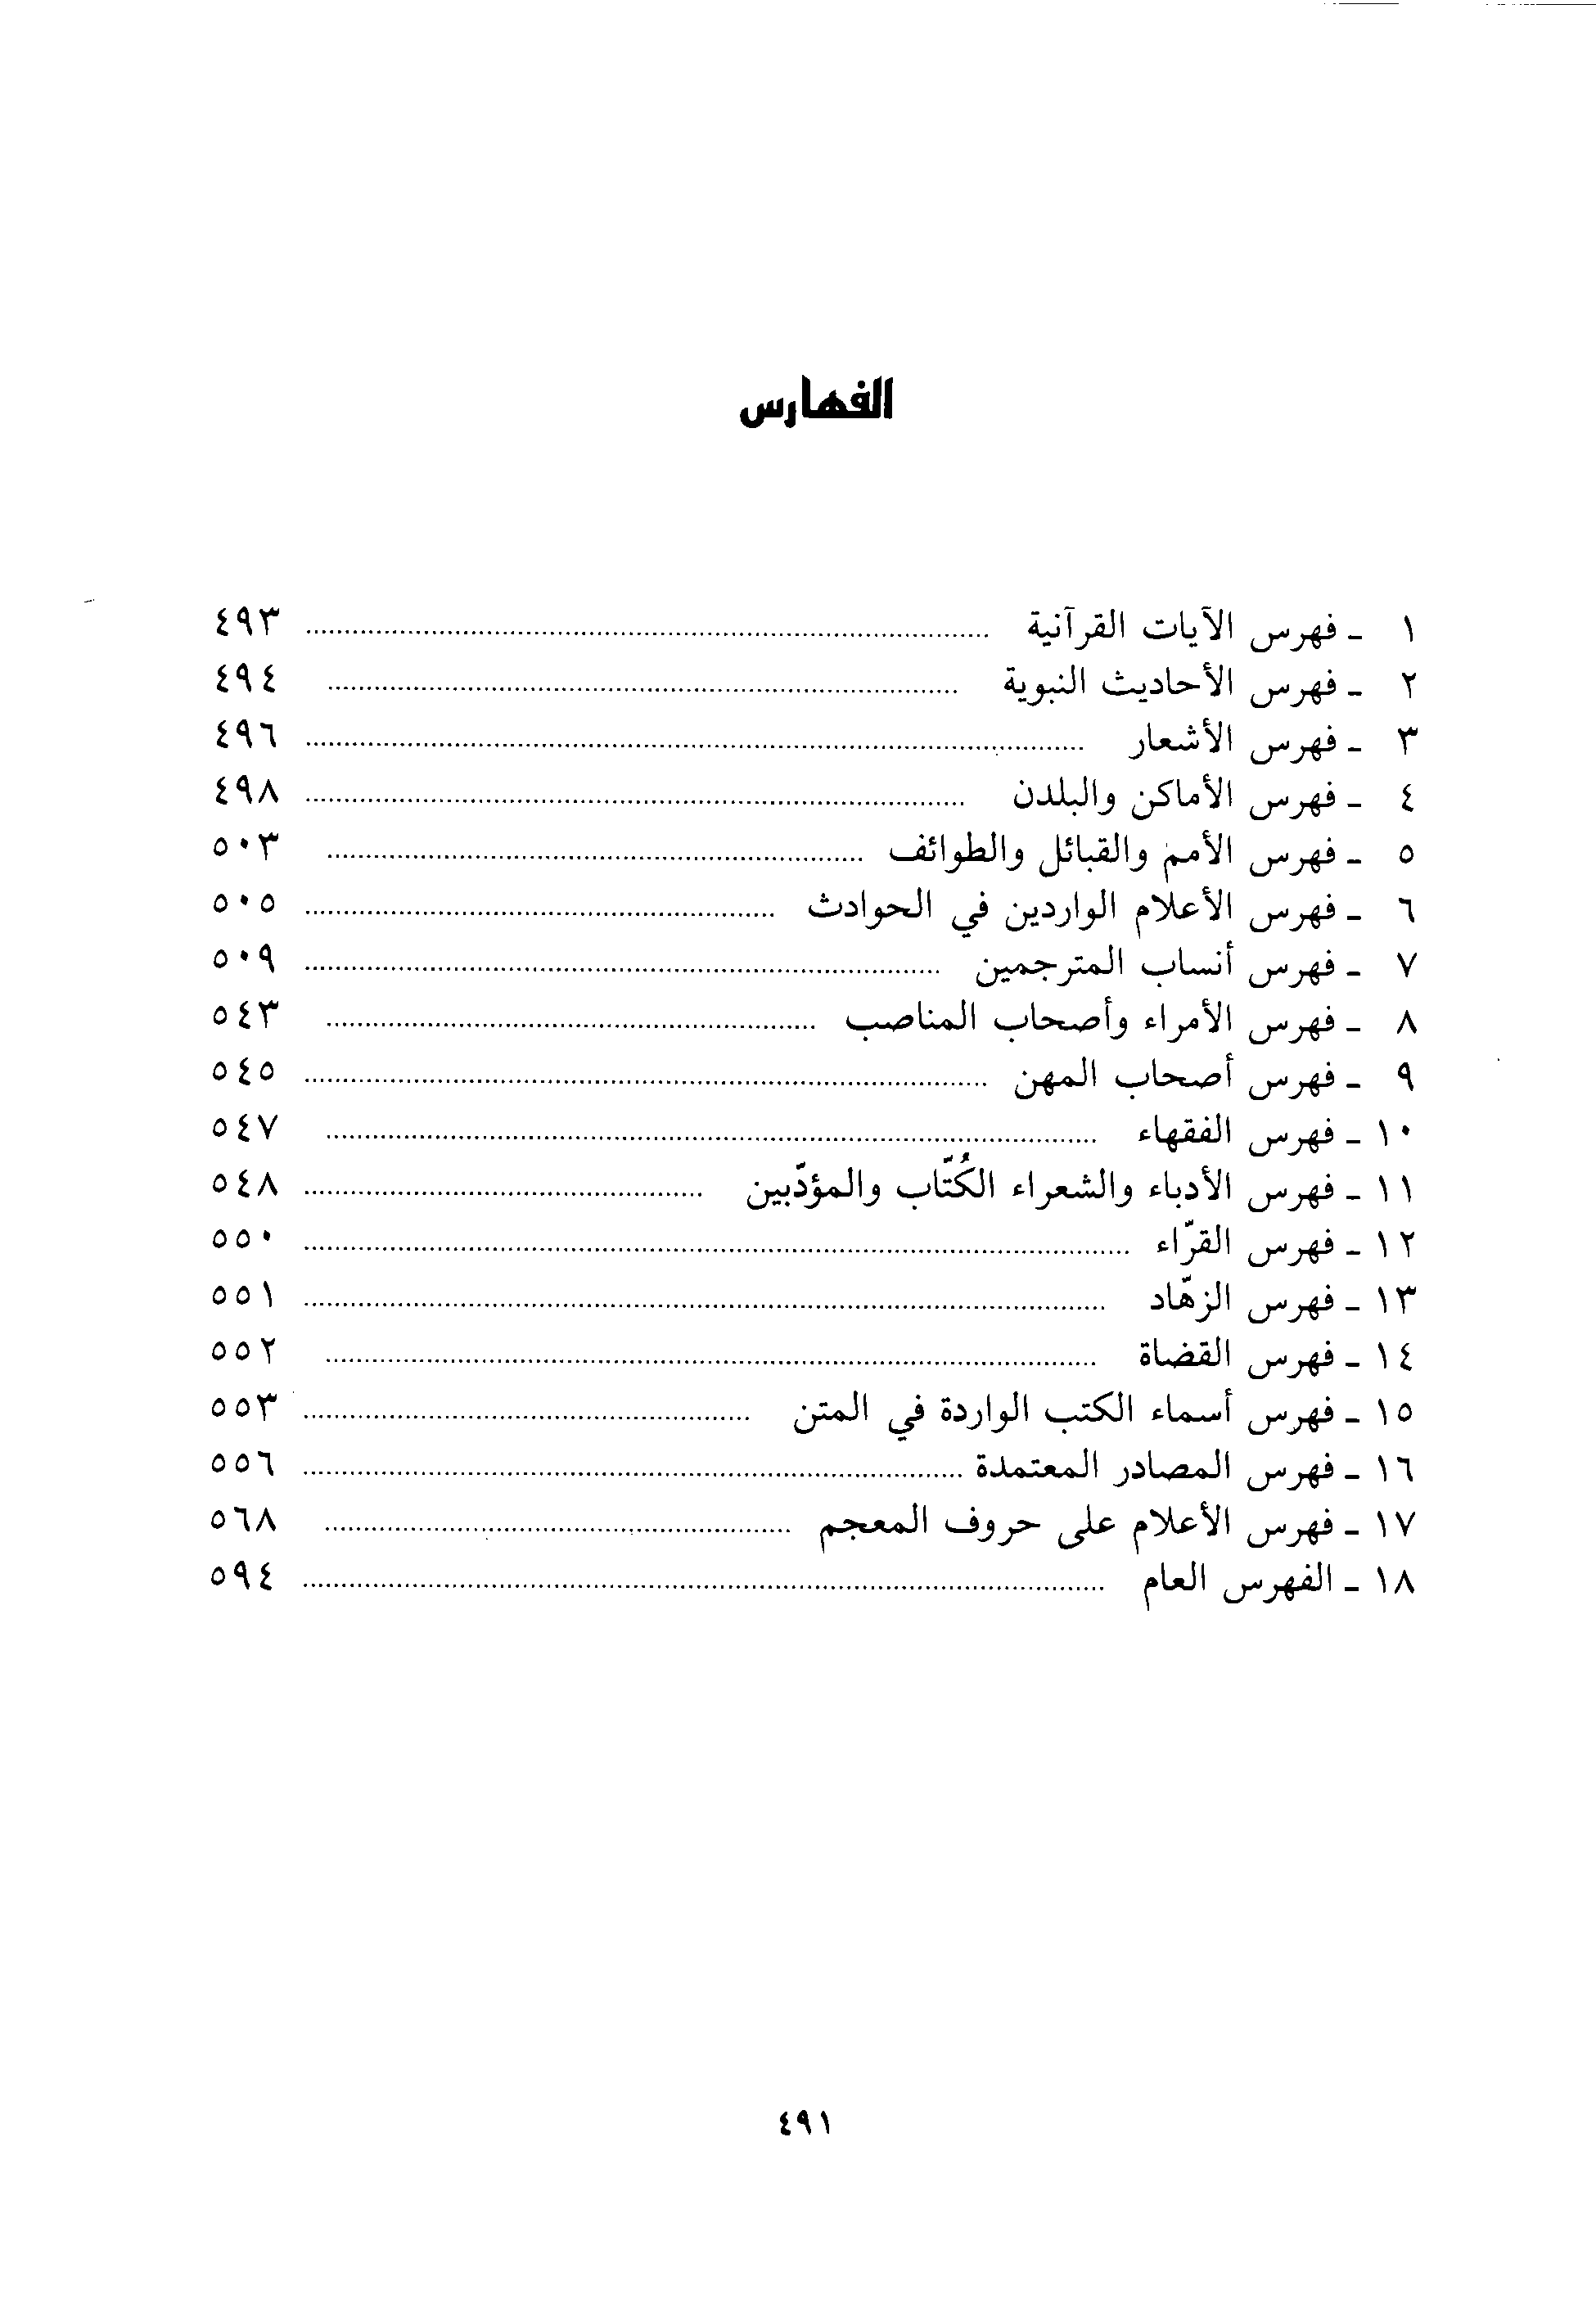 الفهارس
١ ـ فهرس الآيات القرآنية ........ ٤٩٣
٢ ـ فهرس الأحاديث النبوية ........ ٤٩٤
٣ ـ فهرس الأشعار ........ ٤٩٦
٤ ـ فهرس الأماكن والبلدن ........ ٤٩٨
٥ ـ فهرس الأمم والقبائل والطوائف ........ ٥٠٣
٦ ـ فهرس الأعلام الواردين في الحوادث ........ ٥٠٥
٧ ـ فهرس أنساب المترجمين ........ ٥٠٩
٨ ـ فهرس الأمراء وأصحاب المناصب ........ ٥٤٣
٩ ـ فهرس أصحاب المهن ........ ٥٤٥
١٠ ـ فهرس الفقهاء ........ ٥٤٧
١١ ـ فهرس الأدباء والشعراء الكُتّاب والمؤدّبين ........ ٥٤٨
١٢ ـ فهرس القرّاء ........ ٥٥٠
١٣ ـ فهرس الزهّاد ........ ٥٥١
١٤ ـ فهرس القضاة ........ ٥٥٢
١٥ ـ فهرس أسماء الكتب الواردة في المتن ........ ٥٥٣
١٦ ـ فهرس المصادر المعتمدة ........ ٥٥٦
١٧ ـ فهرس الأعلام على حروف المعجم ........ ٥٦٨
١٨ ـ الفهرس العام ........ ٥٩٤
٤٩١